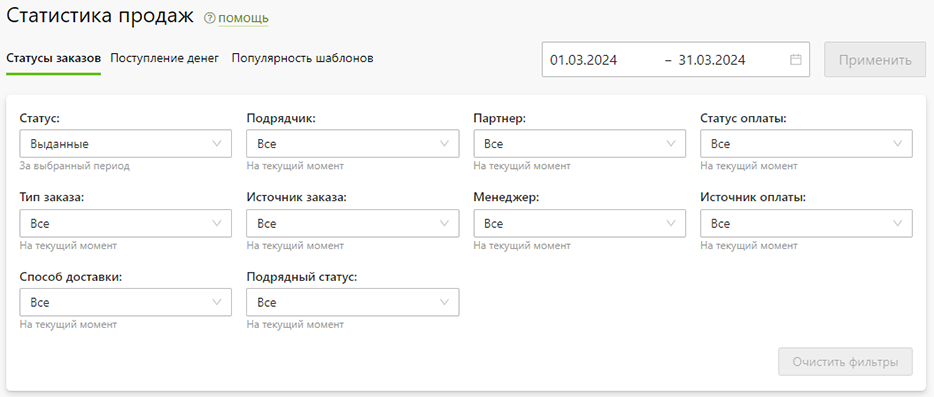 Статистика продаж ? помощь
Статусы заказов Поступление денег Популярность шаблонов 01.03.2024 – 31.03.2024 Применить
Статус: Подрядчик: Партнер: Статус оплаты:
Выданные Все Все Все
За выбранный период На текущий момент На текущий момент На текущий момент
Тип заказа: Источник заказа: Менеджер: Источник оплаты:
Все Все Все Все
На текущий момент На текущий момент На текущий момент На текущий момент
Способ доставки: Подрядный статус:
Все Все
На текущий момент На текущий момент
Очистить фильтры